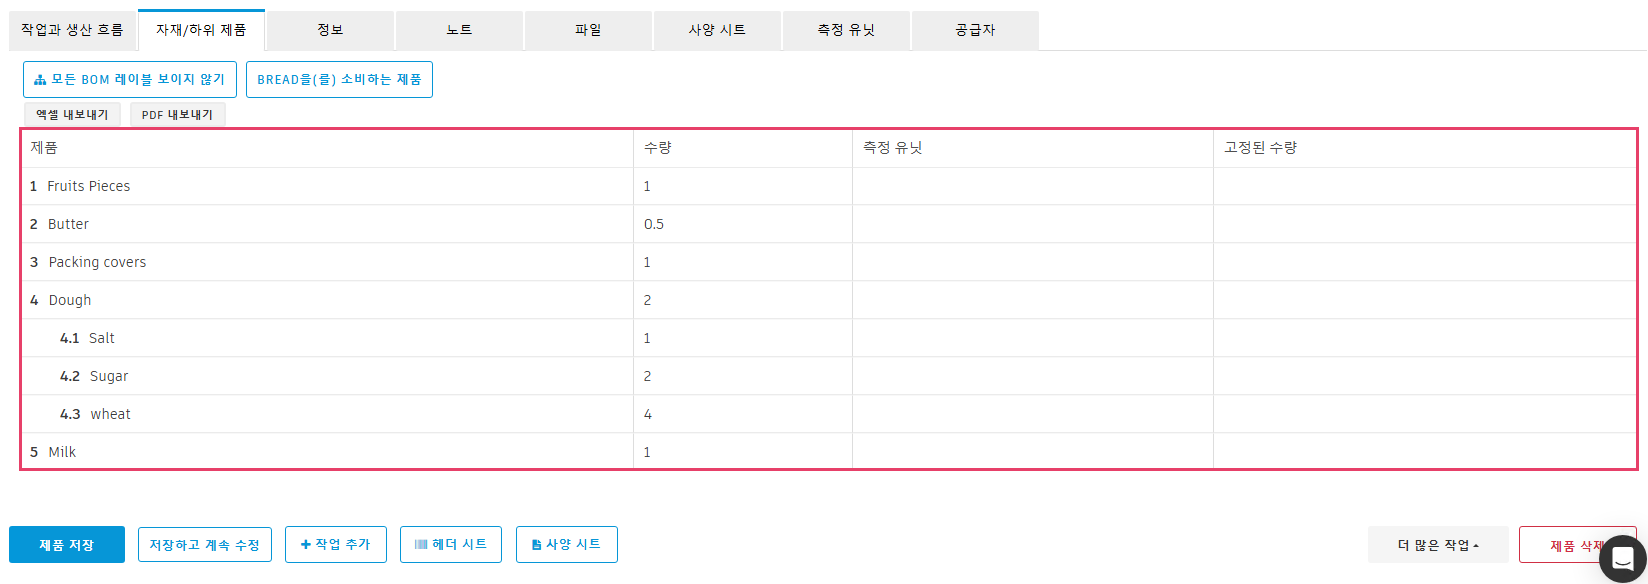 작업과 생산 흐름 자재/하위 제품 정보 노트 파일 사양 시트 측정 유닛 공급자
모든 BOM 레이블 보이지 않기 BREAD을(를) 소비하는 제품
엑셀 내보내기 PDF 내보내기
제품 수량 측정 유닛 고정된 수량
1 Fruits Pieces 1
2 Butter 0.5
3 Packing covers 1
4 Dough 2
4.1 Salt 1
4.2 Sugar 2
4.3 wheat 4
5 Milk 1
제품 저장 저장하고 계속 수정 작업 추가 헤더 시트 사양 시트 더 많은 작업 제품 삭제